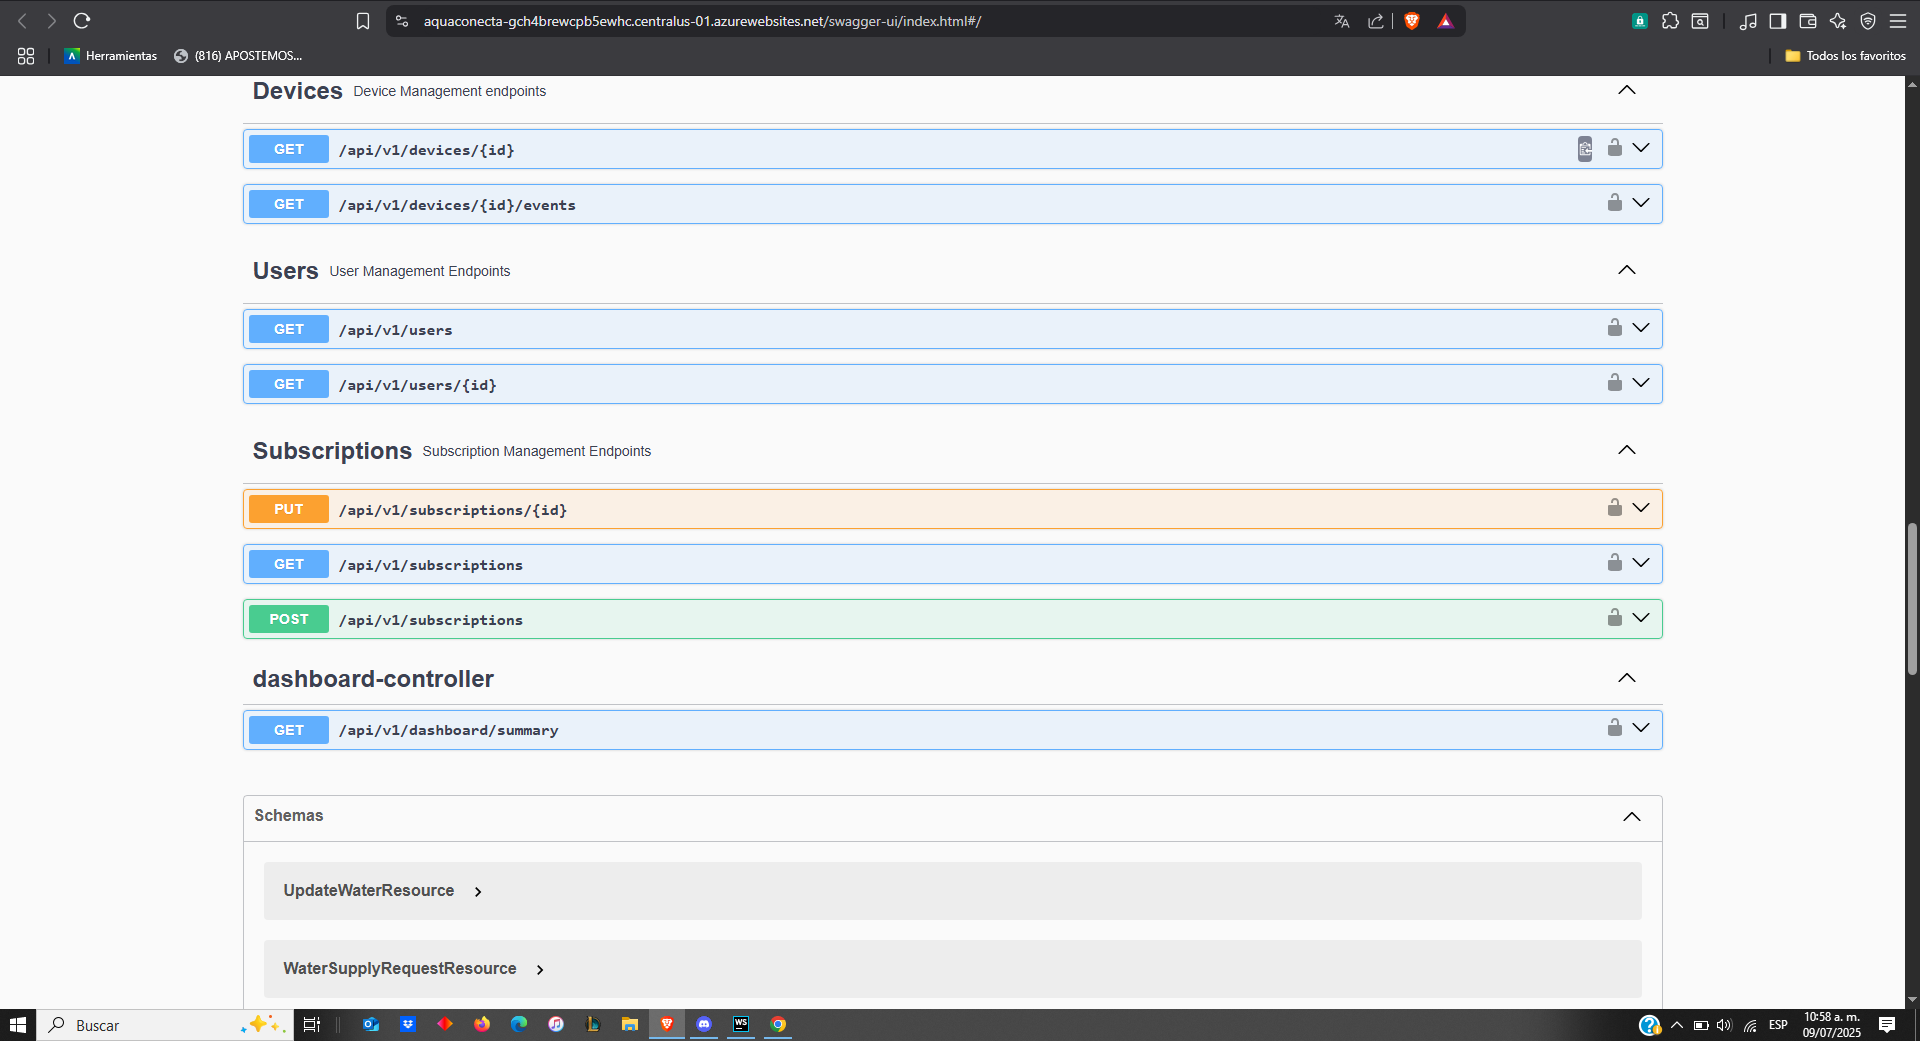 aquaconecta-gch4brewcpb5ewhc.centralus-01.azurewebsites.net/swagger-ui/index.html#/
Herramientas
(816) APOSTEMOS...
Todos los favoritos
Devices Device Management endpoints
GET /api/v1/devices/{id}
GET /api/v1/devices/{id}/events
Users User Management Endpoints
GET /api/v1/users
GET /api/v1/users/{id}
Subscriptions Subscription Management Endpoints
PUT /api/v1/subscriptions/{id}
GET /api/v1/subscriptions
POST /api/v1/subscriptions
dashboard-controller
GET /api/v1/dashboard/summary
Schemas
UpdateWaterResource
WaterSupplyRequestResource
Buscar
WS
ESP
10:58 a. m.
09/07/2025